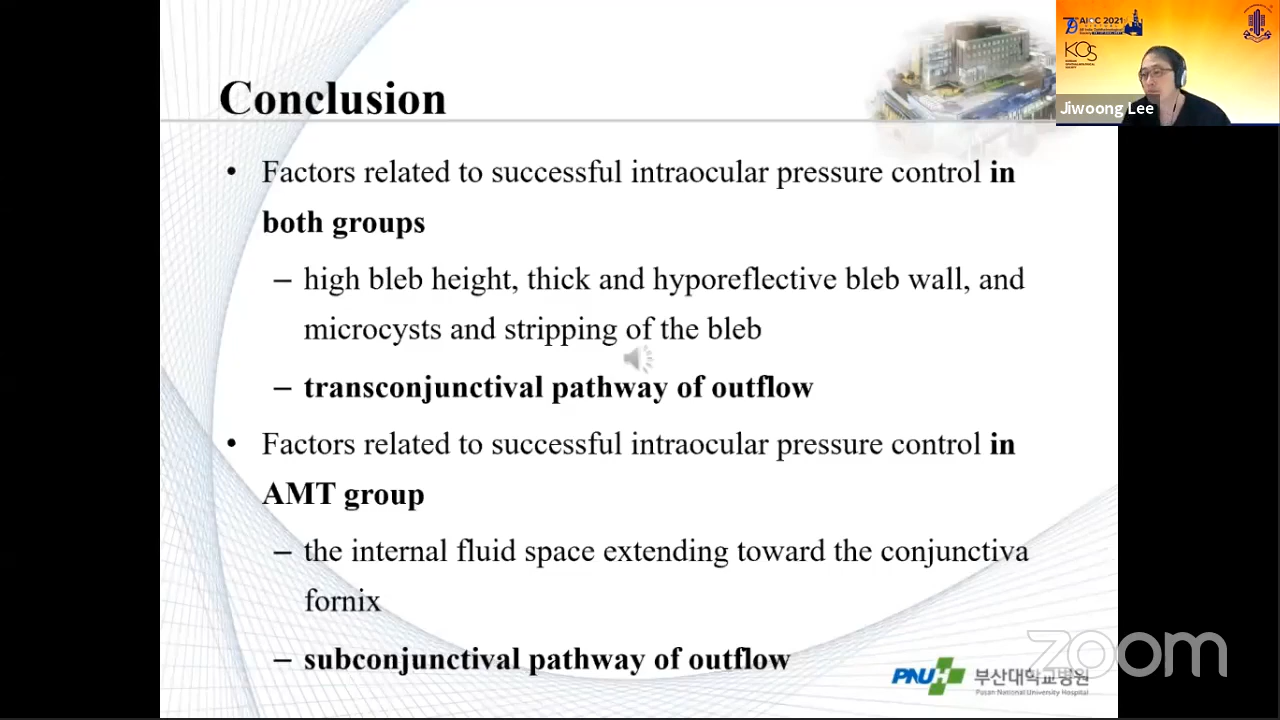 Conclusion
• Factors related to successful intraocular pressure control in
both groups
– high bleb height, thick and hyporeflective bleb wall, and
microcysts and stripping of the bleb
– transconjunctival pathway of outflow
• Factors related to successful intraocular pressure control in
AMT group
– the internal fluid space extending toward the conjunctiva
fornix
– subconjunctival pathway of outflow
PNUH 부산대학교병원
Pusan National University Hospital
zoom
AIOC 2021
KOS
Jiwoong Lee